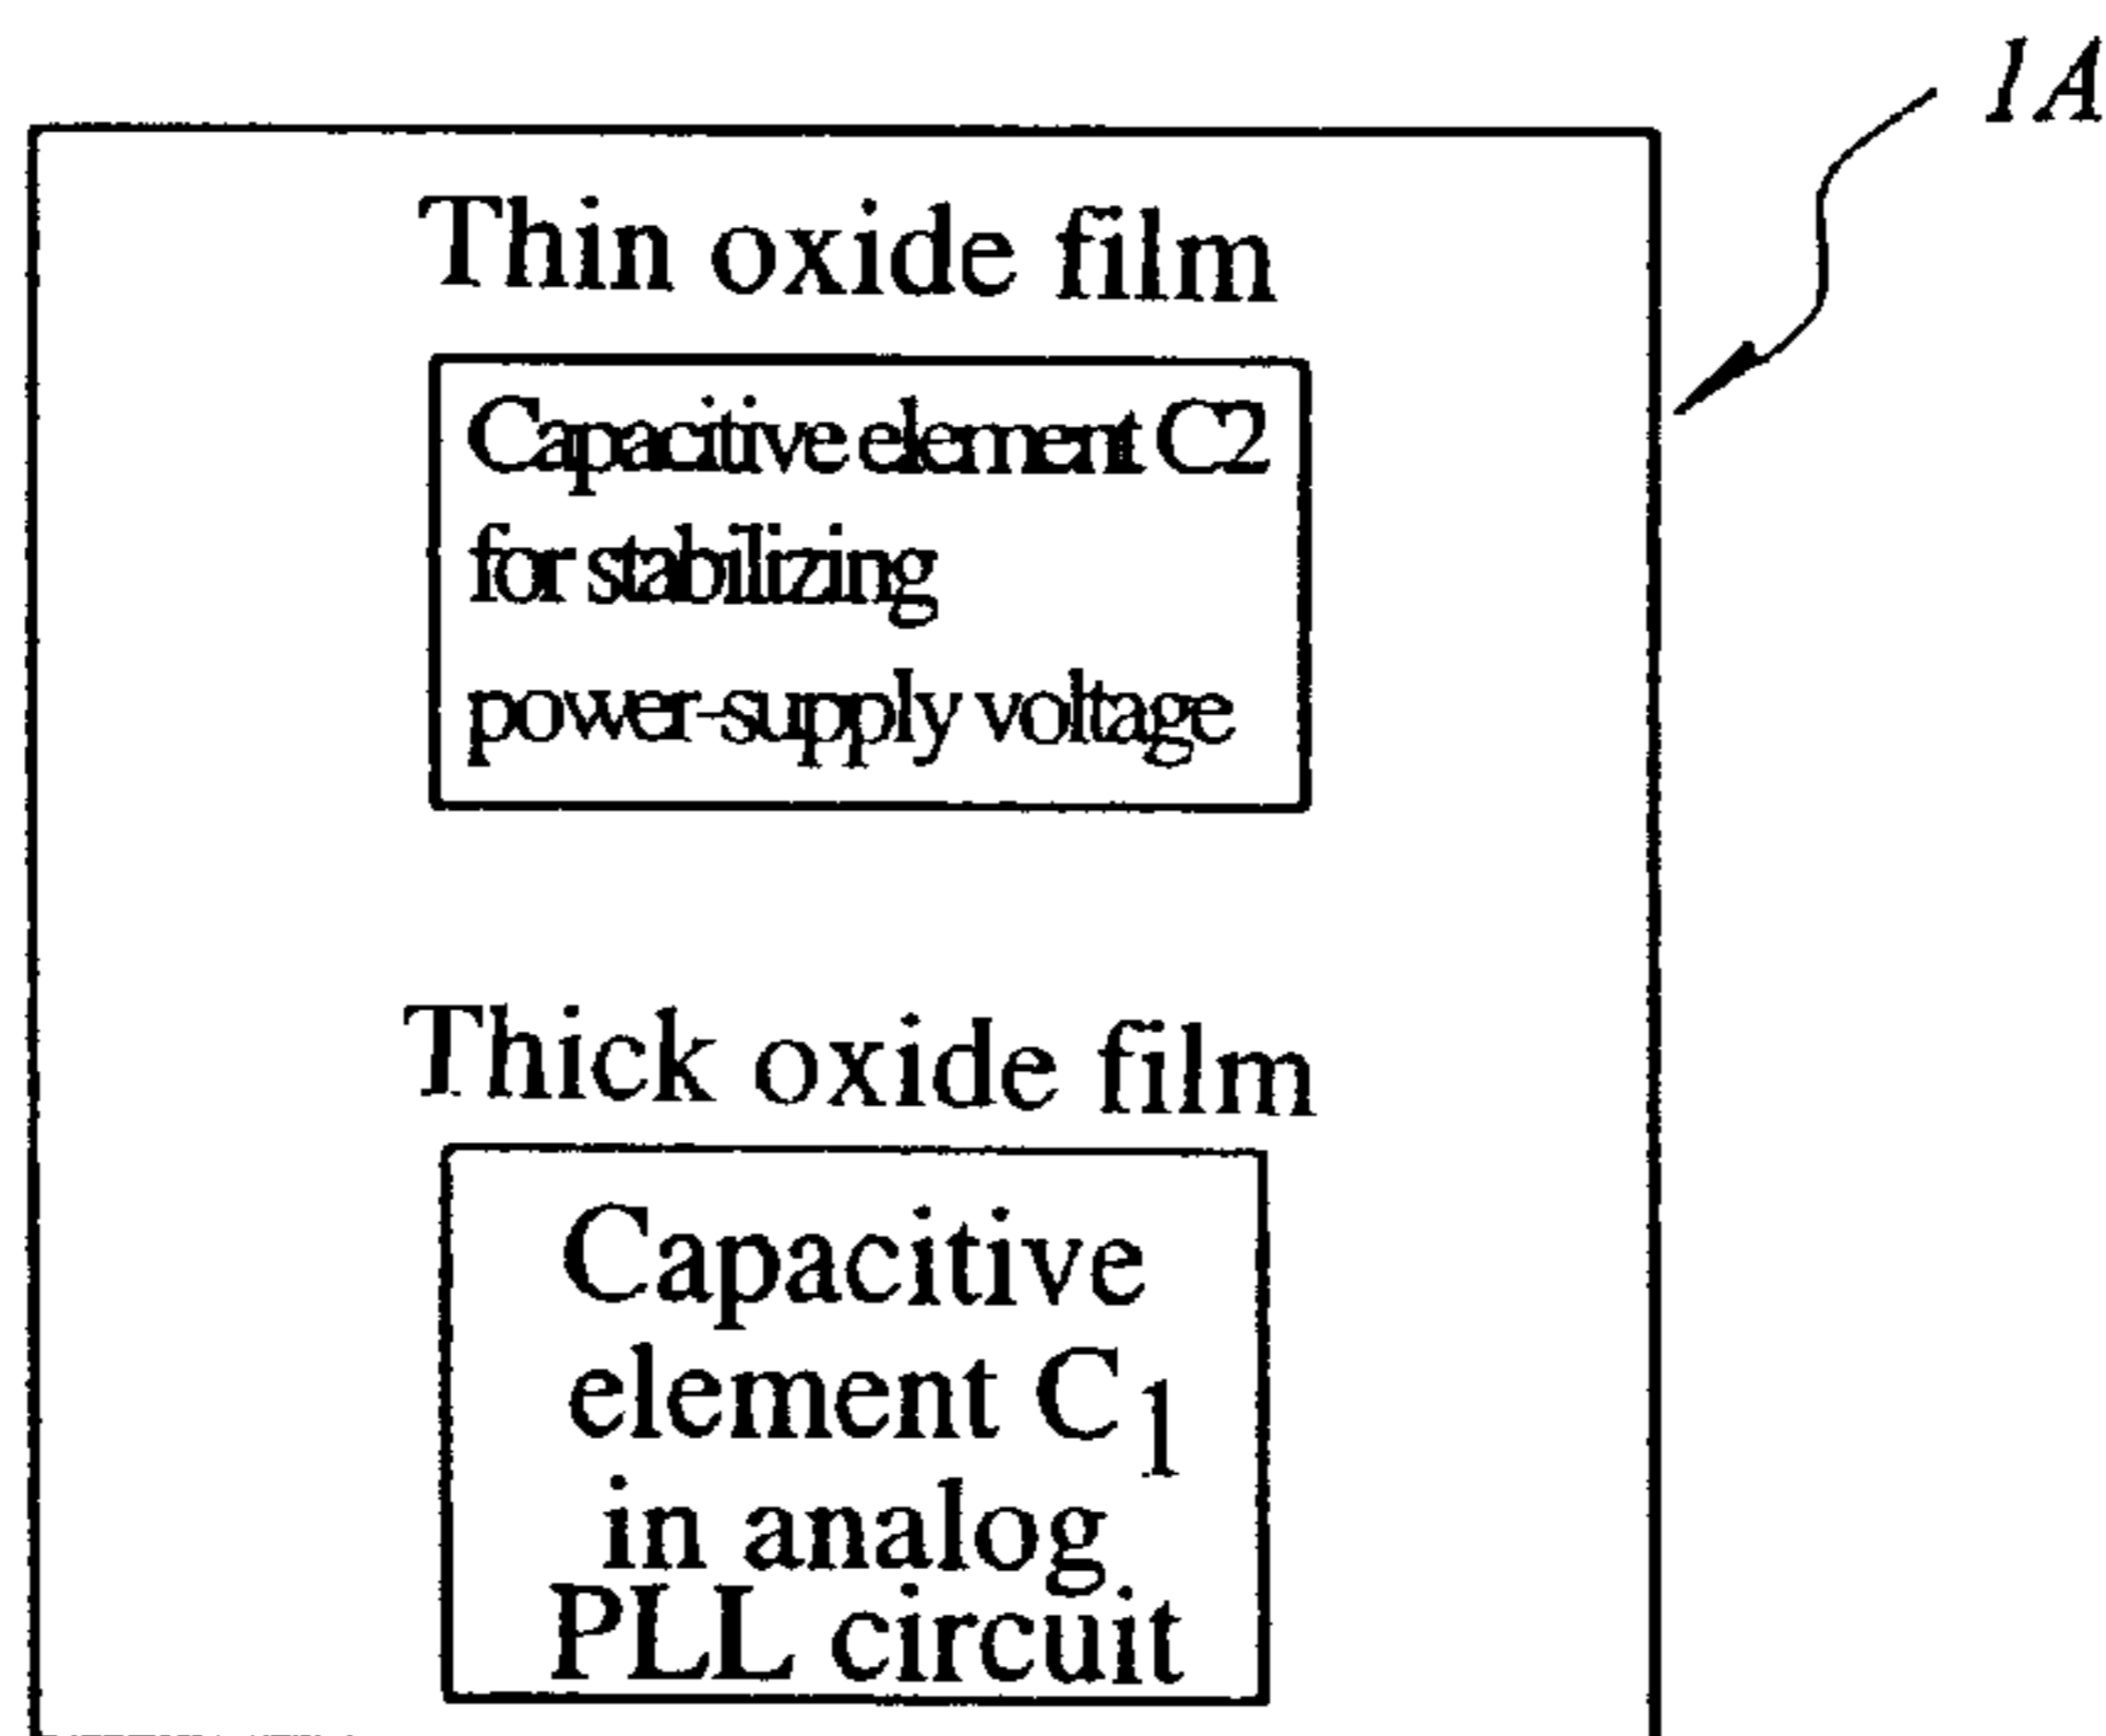 1A
Thin oxide film
Capacitive element C2
for stabilizing
power-supply voltage
Thick oxide film
Capacitive
element C1
in analog
PLL circuit